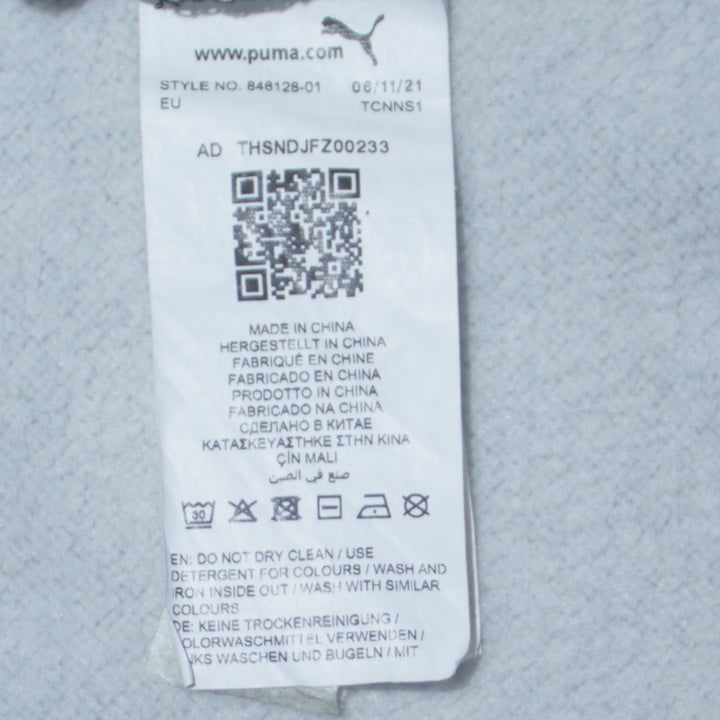 www.puma.com
STYLE NO. 846128-01 06/11/21
EU TCNNS1
AD THSNDJFZ00233
MADE IN CHINA
HERGESTELLT IN CHINA
FABRIQUÉ EN CHINE
FABRICADO EN CHINA
PRODOTTO IN CHINA
FABRICADO NA CHINA
СДЕЛАНО В КИТАЕ
ΚΑΤΑΣΚΕΥΑΣΤΗΚΕ ΣΤΗΝ ΚΙΝΑ
ÇİN MALI
صنع في الصين
30
EN: DO NOT DRY CLEAN / USE
DETERGENT FOR COLOURS / WASH AND
IRON INSIDE OUT / WASH WITH SIMILAR
COLOURS
DE: KEINE TROCKENREINIGUNG /
COLORWASCHMITTEL VERWENDEN /
WASCHEN UND BÜGELN / MIT